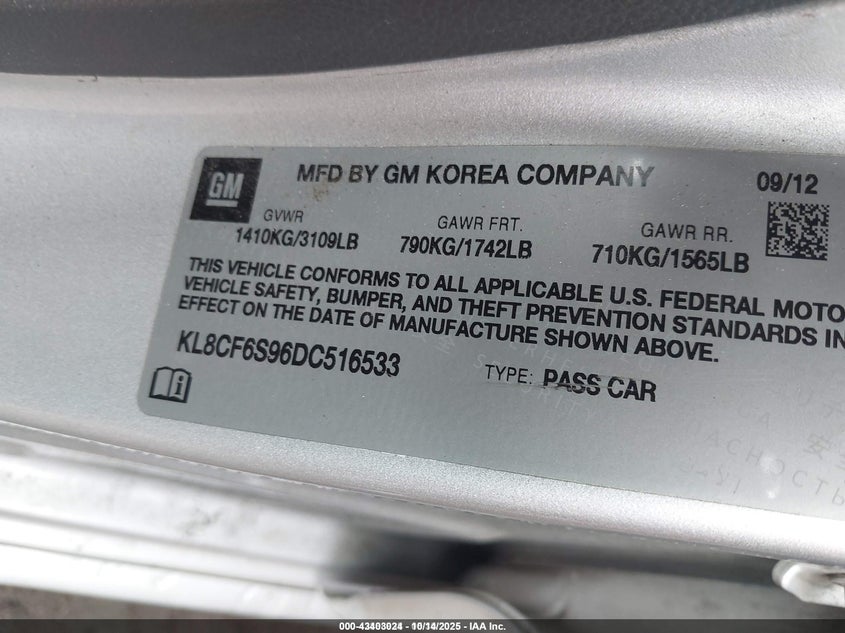 GM
MFD BY GM KOREA COMPANY
09/12
GVWR
1410KG/3109LB
GAWR FRT.
790KG/1742LB
GAWR RR.
710KG/1565LB
THIS VEHICLE CONFORMS TO ALL APPLICABLE U.S. FEDERAL MOTO
VEHICLE SAFETY, BUMPER, AND THEFT PREVENTION STANDARDS IN
EFFECT ON THE DATE OF MANUFACTURE SHOWN ABOVE.
KL8CF6S96DC516533
TYPE: PASS CAR
000-43403024 - 10/14/2025 - IAA Inc.